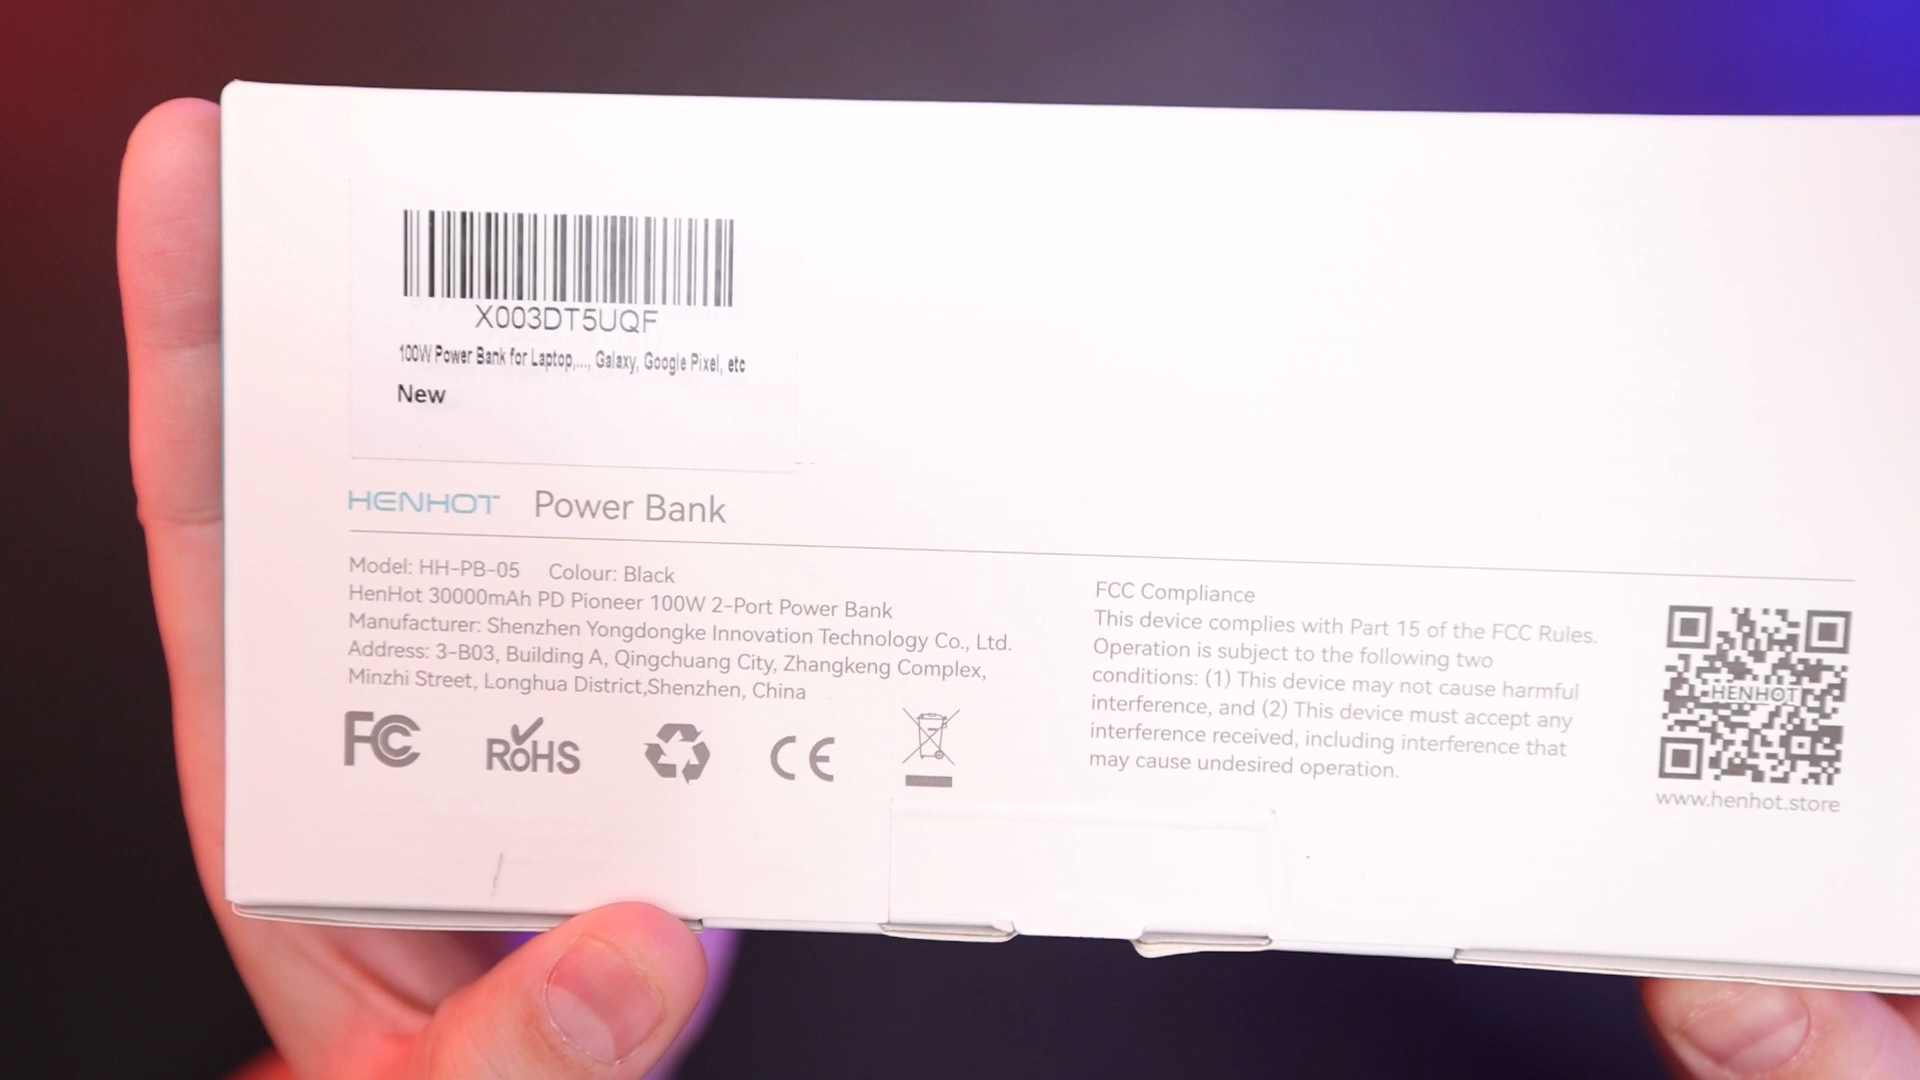 X003DT5UQF
100W Power Bank for Laptop,..., Galaxy, Google Pixel, etc
New
HENHOT Power Bank
Model: HH-PB-05 Colour: Black
HenHot 30000mAh PD Pioneer 100W 2-Port Power Bank
Manufacturer: Shenzhen Yongdongke Innovation Technology Co., Ltd.
Address: 3-B03, Building A, Qingchuang City, Zhangkeng Complex,
Minzhi Street, Longhua District,Shenzhen, China
FC RoHS CE
FCC Compliance
This device complies with Part 15 of the FCC Rules.
Operation is subject to the following two
conditions: (1) This device may not cause harmful
interference, and (2) This device must accept any
interference received, including interference that
may cause undesired operation.
HENHOT
www.henhot.store